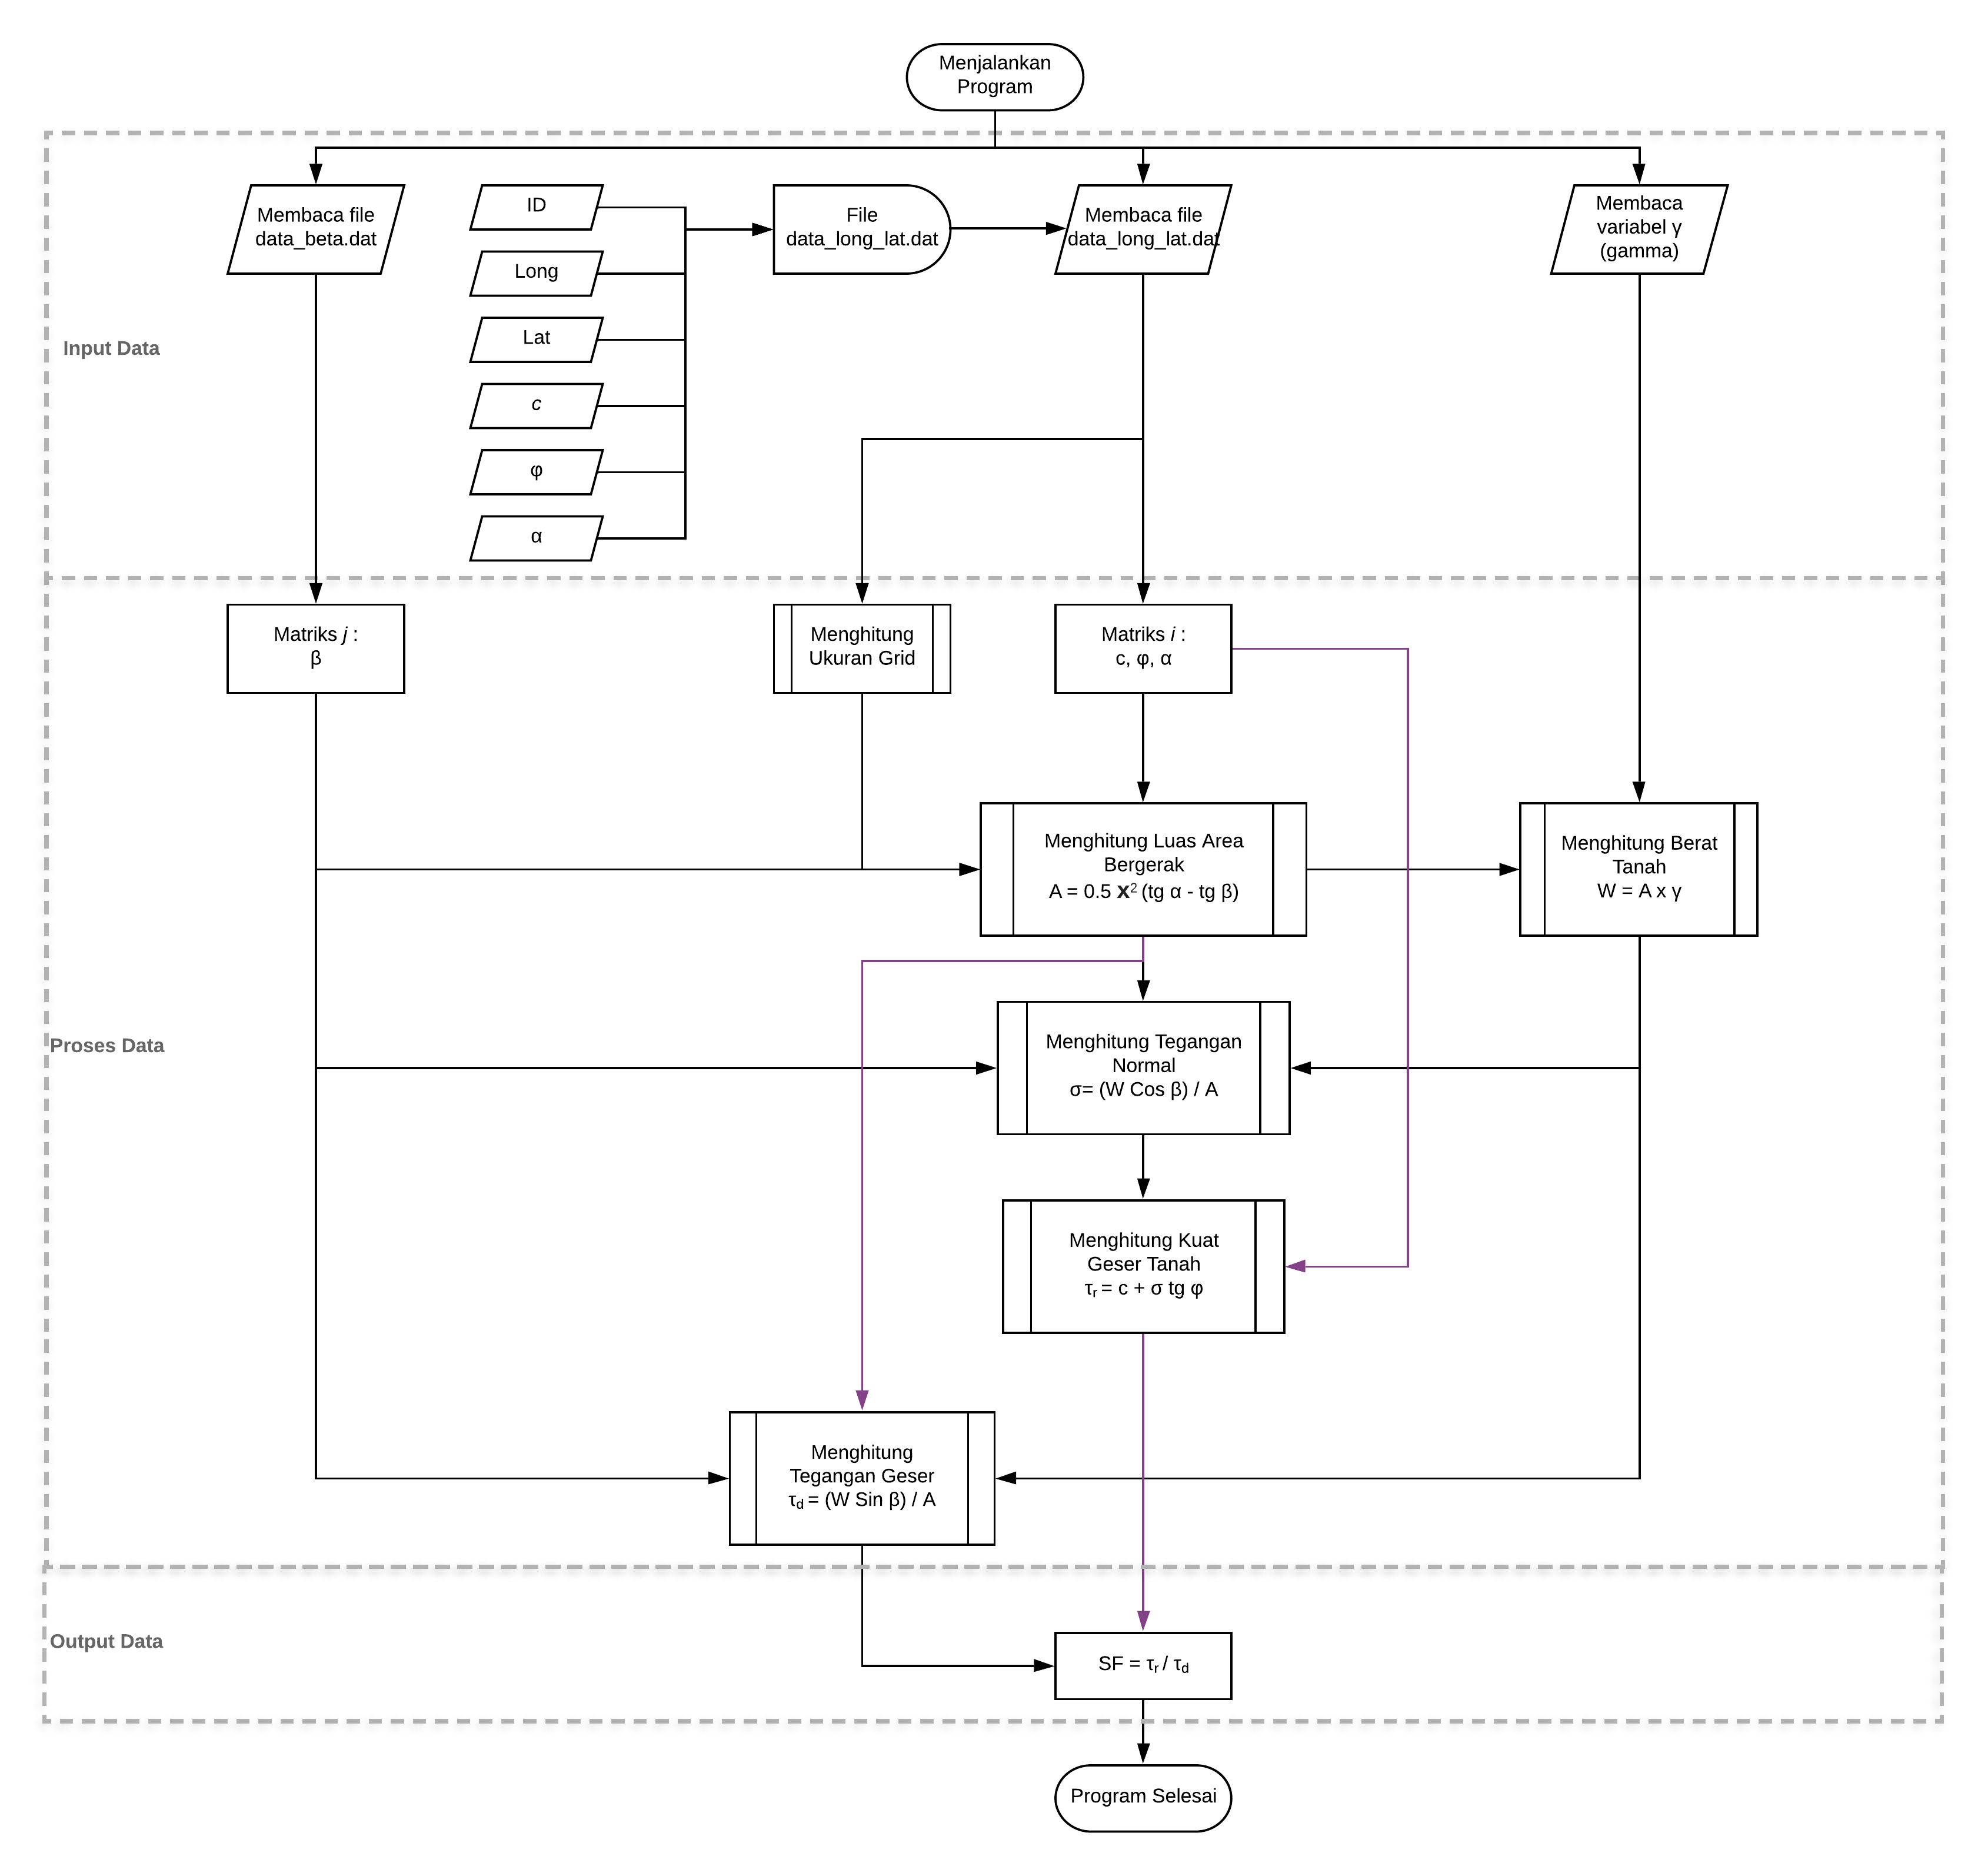 Menjalankan
Program
Membaca file
data_beta.dat
ID
Long
Lat
c
φ
α
File
data_long_lat.dat
Membaca file
data_long_lat.dat
Membaca
variabel γ
(gamma)
Input Data
Matriks j :
β
Menghitung
Ukuran Grid
Matriks i :
c, φ, α
Menghitung Luas Area
Bergerak
A = 0.5 x² (tg α - tg β)
Menghitung Berat
Tanah
W = A x γ
Proses Data
Menghitung Tegangan
Normal
σ= (W Cos β) / A
Menghitung Kuat
Geser Tanah
τr = c + σ tg φ
Menghitung
Tegangan Geser
τd = (W Sin β) / A
Output Data
SF = τr / τd
Program Selesai